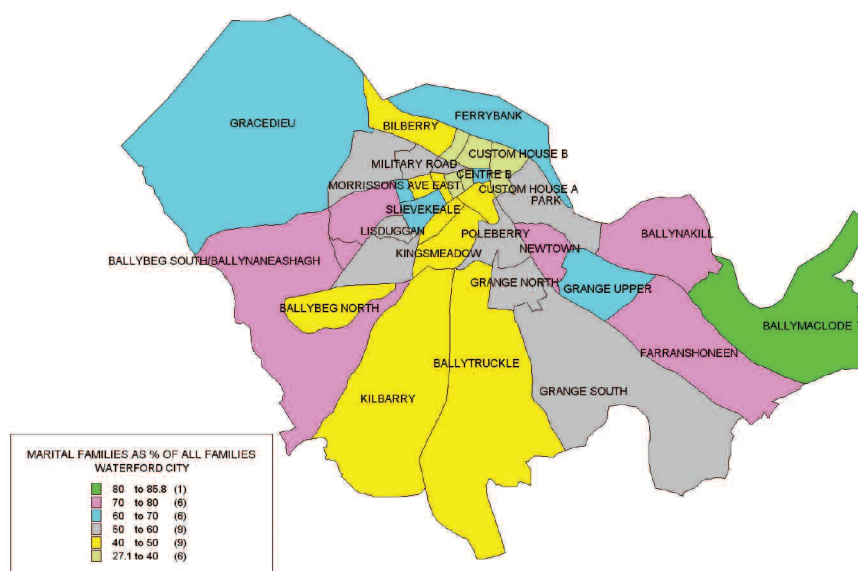 FERRYBANK
GRACEDIEU
BILBERRY
CUSTOM HOUSE B
MILITARY ROAD
CENTRE B
MORRISSONS AVE EAST
CUSTOM HOUSE A
PARK
SLIEVEKEALE
LISDUGGAN
POLEBERRY
BALLYNAKILL
NEWTOWN
KINGSMEADOW
BALLYBEG SOUTH/BALLYNANEASHAGH
GRANGE NORTH
GRANGE UPPER
BALLYBEG NORTH
BALLYMACLODE
FARRANSHONEEN
BALLYTRUCKLE
GRANGE SOUTH
KILBARRY
MARITAL FAMILIES AS % OF ALL FAMILIES
WATERFORD CITY
80 to 85.8 (1)
70 to 80 (6)
60 to 70 (6)
50 to 60 (9)
40 to 50 (9)
27.1 to 40 (6)